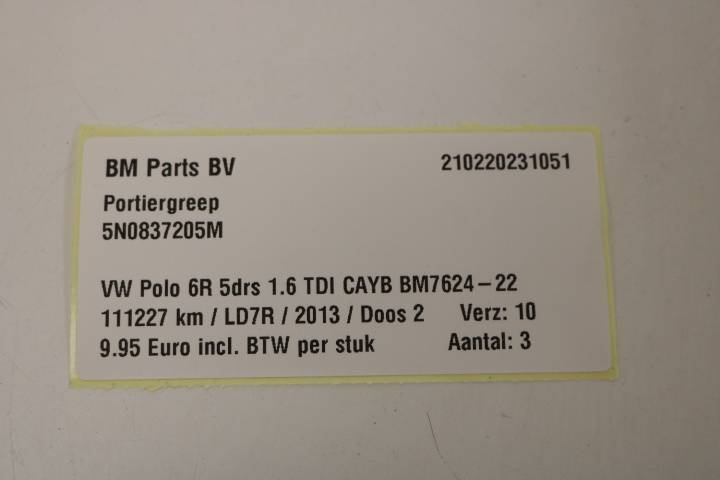 BM Parts BV 210220231051
Portiergreep
5N0837205M
VW Polo 6R 5drs 1.6 TDI CAYB BM7624-22
111227 km / LD7R / 2013 / Doos 2 Verz: 10
9.95 Euro incl. BTW per stuk Aantal: 3